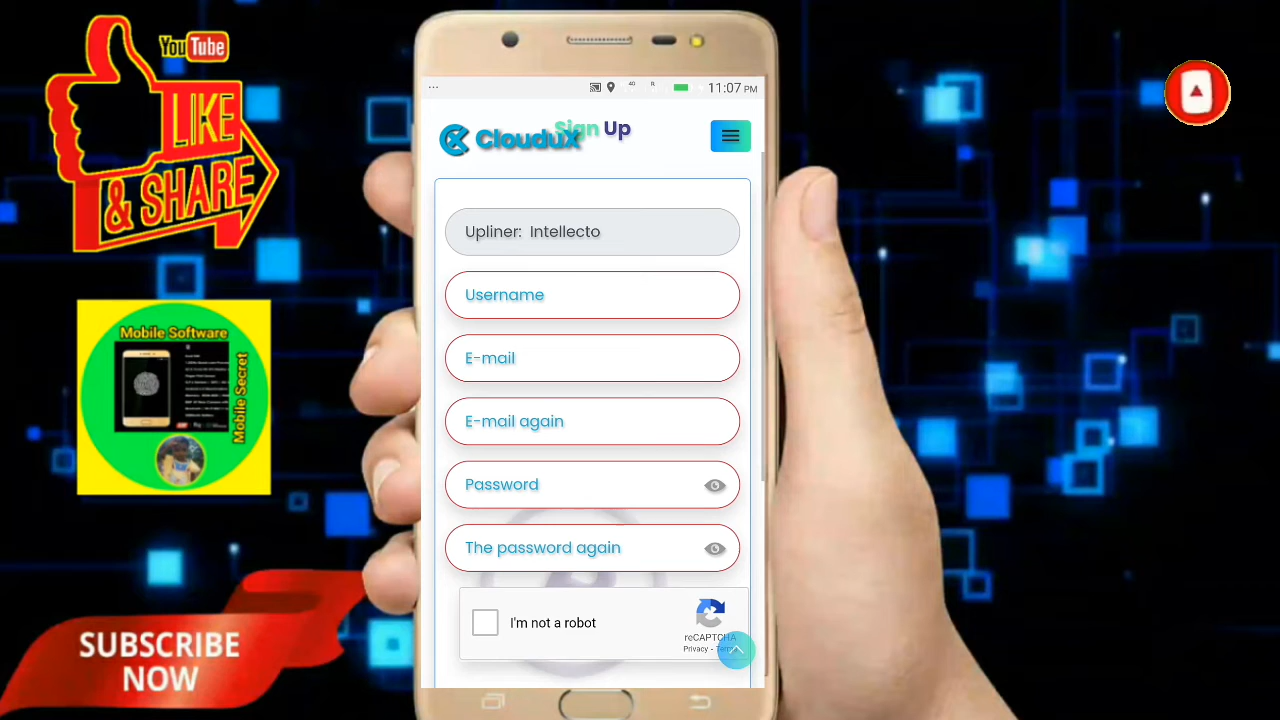 YouTube
LIKE
& SHARE
Mobile Software
Mobile Secret
SUBSCRIBE
NOW
...
11:07 PM
Cloudux
Sign Up
Upliner: Intellecto
Username
E-mail
E-mail again
Password
The password again
I'm not a robot
reCAPTCHA
Privacy - Terms